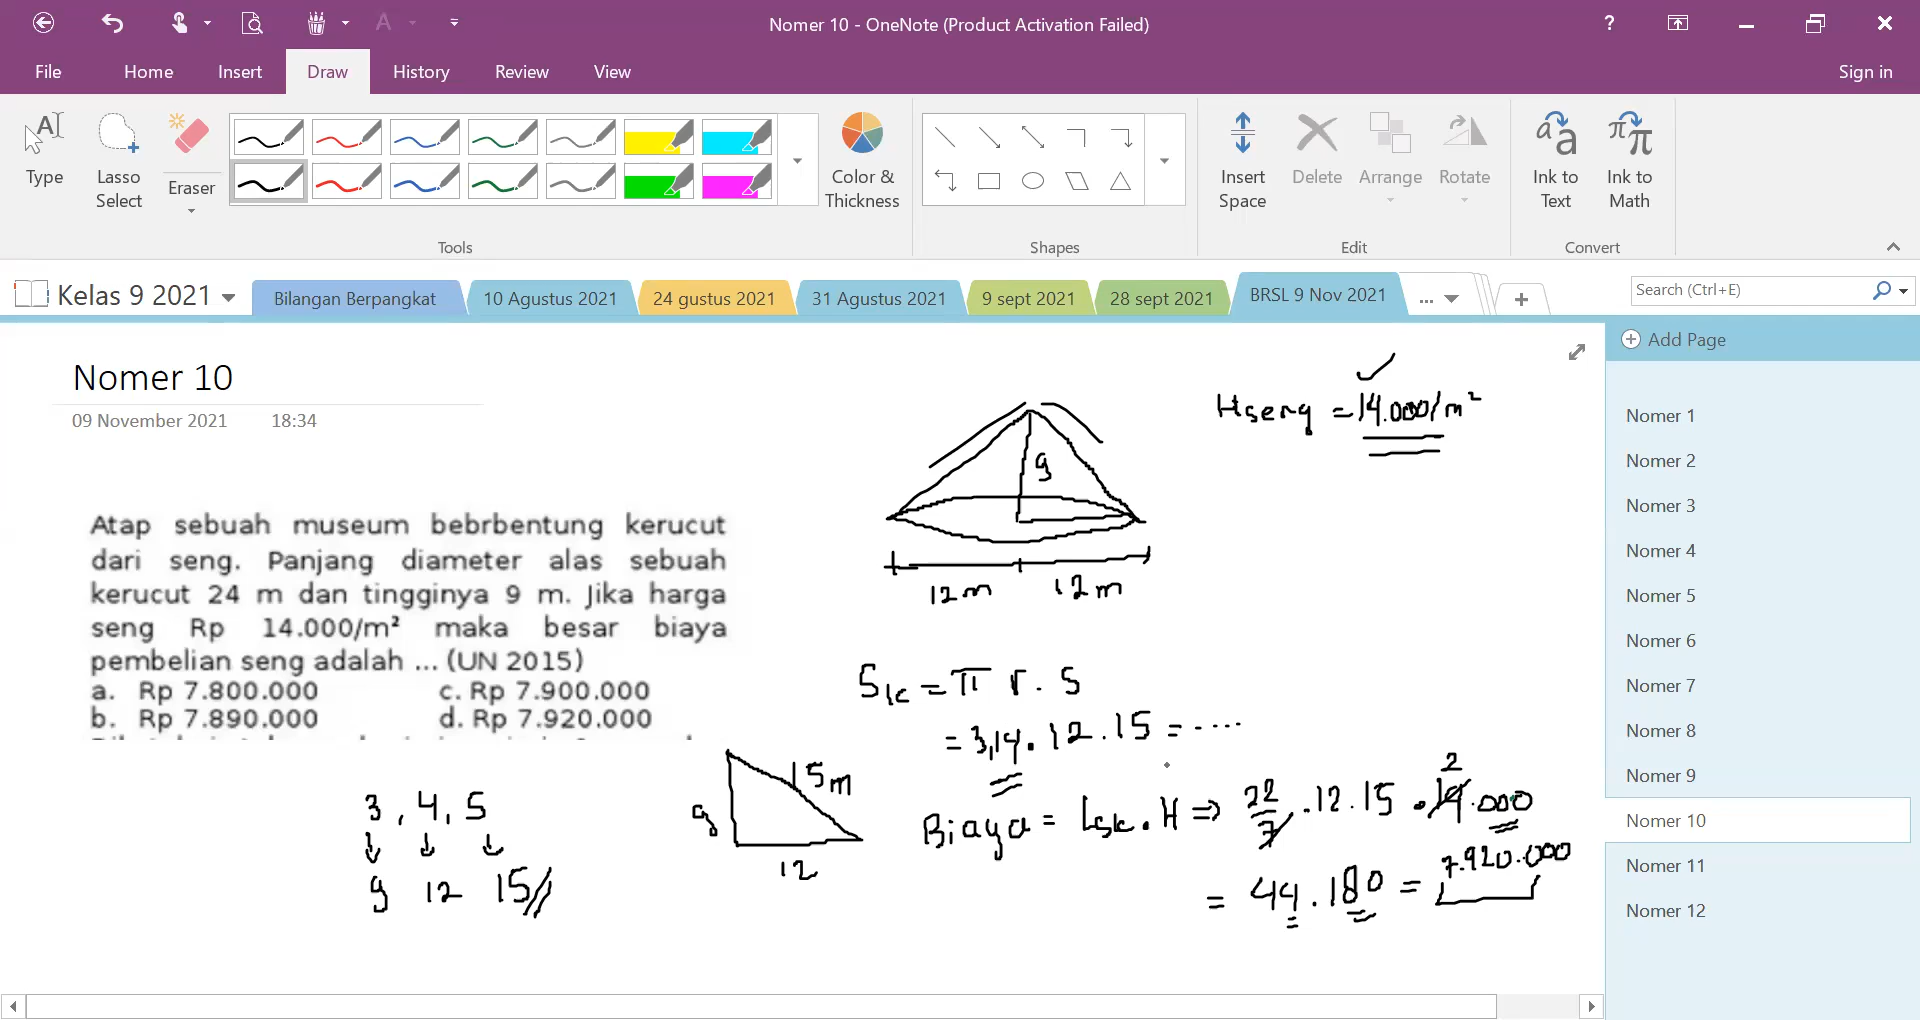 Nomer 10 - OneNote (Product Activation Failed)
?
File
Home
Insert
Draw
History
Review
View
Sign in
Type
Lasso Select
Eraser
Color & Thickness
Insert Space
Delete
Arrange
Rotate
Ink to Text
Ink to Math
Tools
Shapes
Edit
Convert
Kelas 9 2021
Bilangan Berpangkat
10 Agustus 2021
24 gustus 2021
31 Agustus 2021
9 sept 2021
28 sept 2021
BRSL 9 Nov 2021
...
Search (Ctrl+E)
Add Page
Nomer 1
Nomer 2
Nomer 3
Nomer 4
Nomer 5
Nomer 6
Nomer 7
Nomer 8
Nomer 9
Nomer 10
Nomer 11
Nomer 12
Nomer 10
09 November 2021 18:34
Atap sebuah museum bebrbentung kerucut
dari seng. Panjang diameter alas sebuah
kerucut 24 m dan tingginya 9 m. Jika harga
seng Rp 14.000/m² maka besar biaya
pembelian seng adalah ... (UN 2015)
a. Rp 7.800.000 c. Rp 7.900.000
b. Rp 7.890.000 d. Rp 7.920.000
Hseng = 14.000/m²
9
12m 12m
Slk = π r . s
= 3,14 . 12 . 15 = .....
Biaya = Lsk . H ⇒ 22/7 . 12 . 15 . 14.000
2
= 44 . 180 = 7.920.000
3, 4, 5
9 12 15
9
15m
12